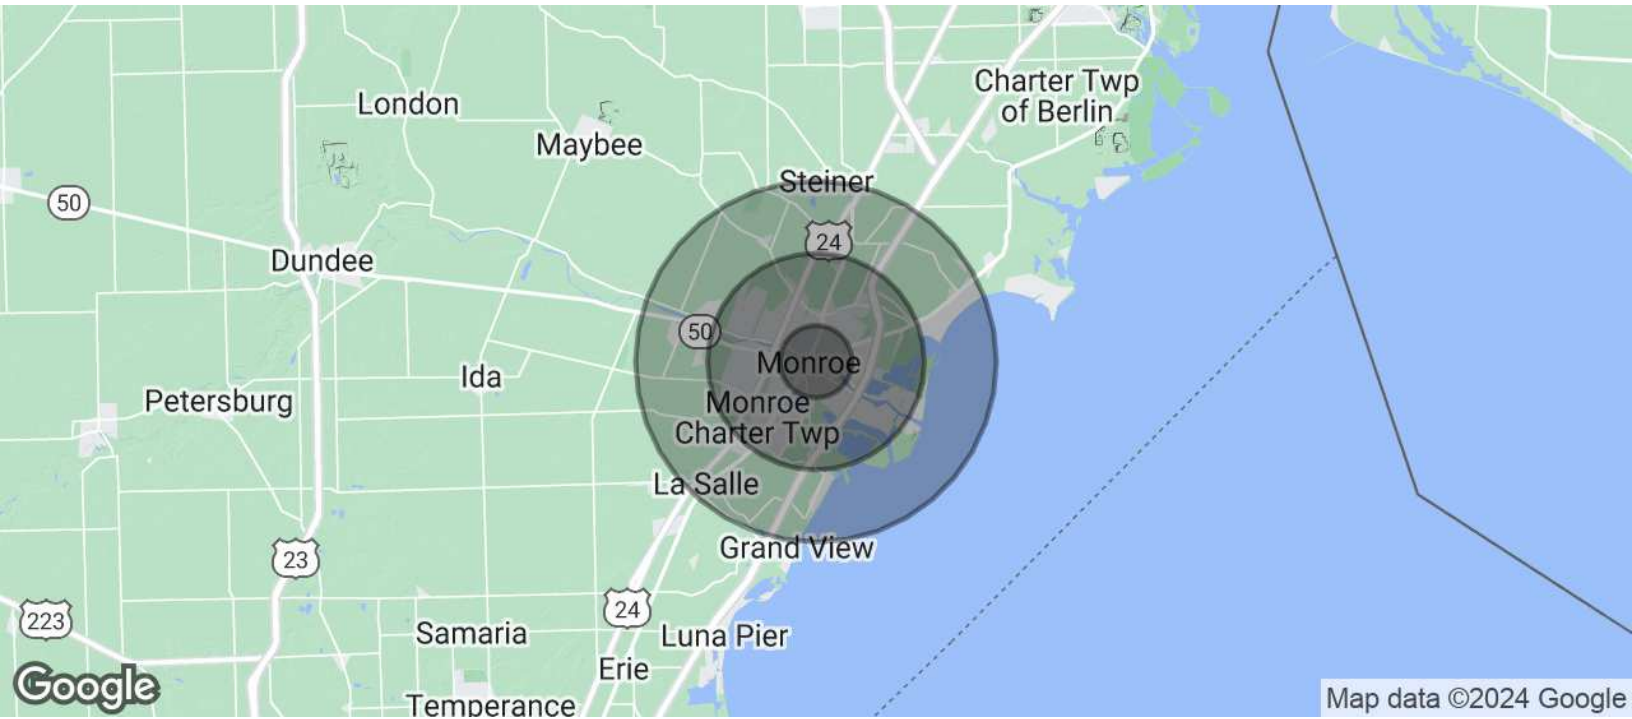 Charter Twp
of Berlin
London
Maybee
Steiner
50
24
Dundee
50
Monroe
Ida
Monroe
Charter Twp
Petersburg
La Salle
Grand View
23
24
223
Samaria
Luna Pier
Erie
Google
Temperance
Map data ©2024 Google